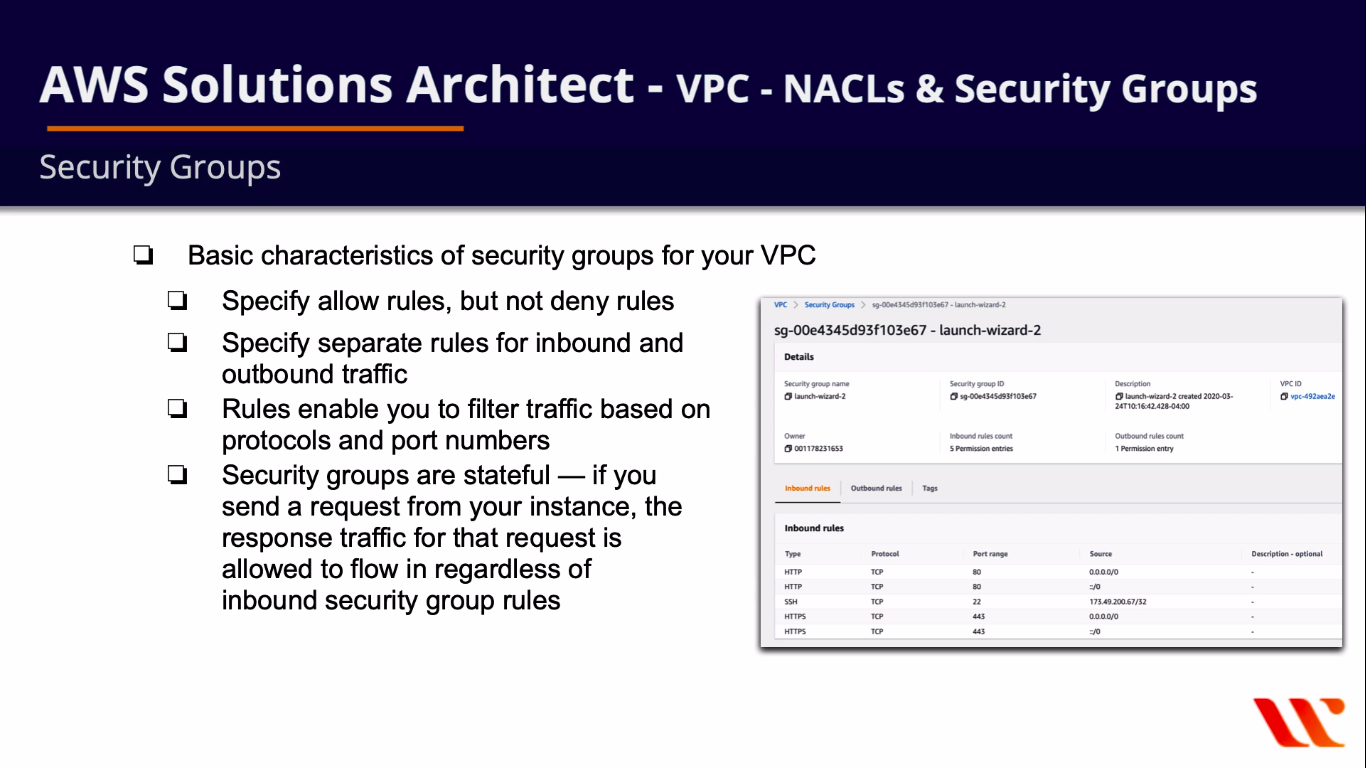 AWS Solutions Architect - VPC - NACLs & Security Groups
Security Groups
❏ Basic characteristics of security groups for your VPC
❏ Specify allow rules, but not deny rules
❏ Specify separate rules for inbound and
outbound traffic
❏ Rules enable you to filter traffic based on
protocols and port numbers
❏ Security groups are stateful — if you
send a request from your instance, the
response traffic for that request is
allowed to flow in regardless of
inbound security group rules
VPC > Security Groups > sg-00e4345d93f103e67 - launch-wizard-2
sg-00e4345d93f103e67 - launch-wizard-2
Details
Security group name Security group ID Description VPC ID
launch-wizard-2 sg-00e4345d93f103e67 launch-wizard-2 created 2020-03- vpc-492aea2e
24T10:16:42.428-04:00
Owner Inbound rules count Outbound rules count
001178231653 5 Permission entries 1 Permission entry
Inbound rules Outbound rules Tags
Inbound rules
Type Protocol Port range Source Description - optional
HTTP TCP 80 0.0.0.0/0 -
HTTP TCP 80 ::/0 -
SSH TCP 22 173.49.200.67/32 -
HTTPS TCP 443 0.0.0.0/0 -
HTTPS TCP 443 ::/0 -